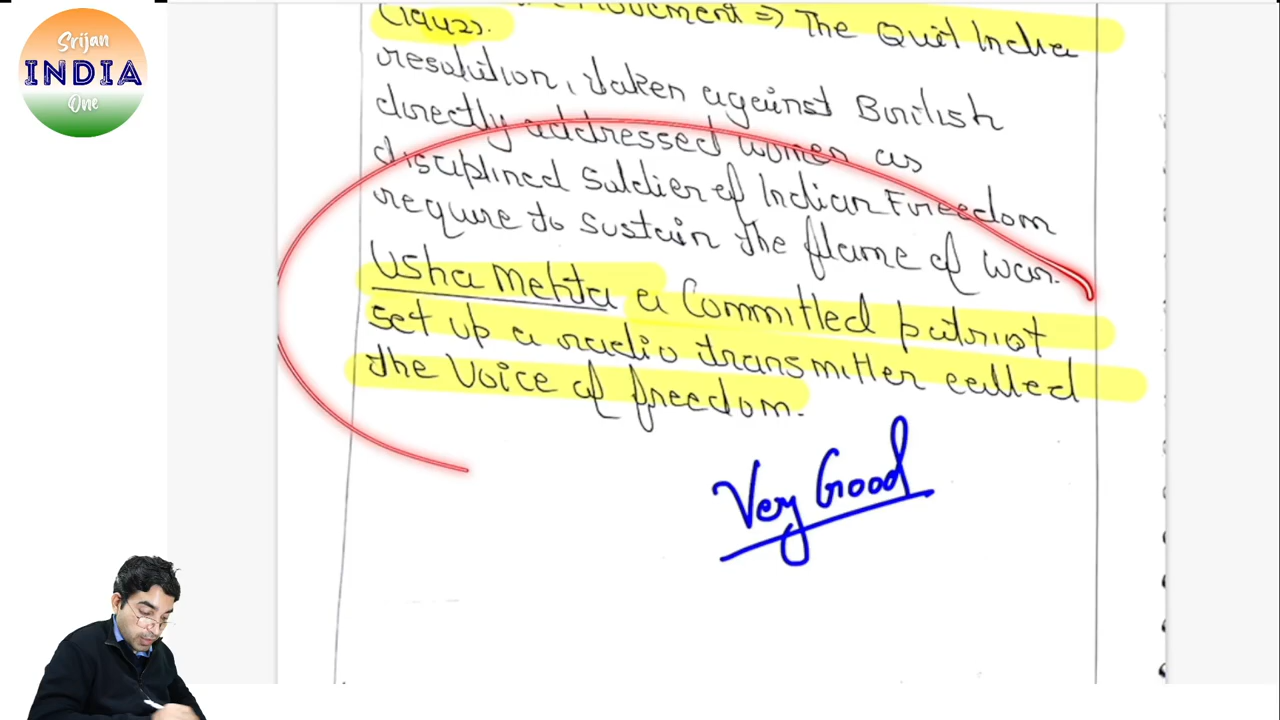 Srijan
INDIA
One
Movement => The Quit India
(1942).
resolution, taken against British
directly addressed women as
disciplined Soldier of Indian Freedom
require to sustain the flame of war.
Usha Mehta a Committed patriot
set up a radio transmitter called
the Voice of freedom.
Very Good